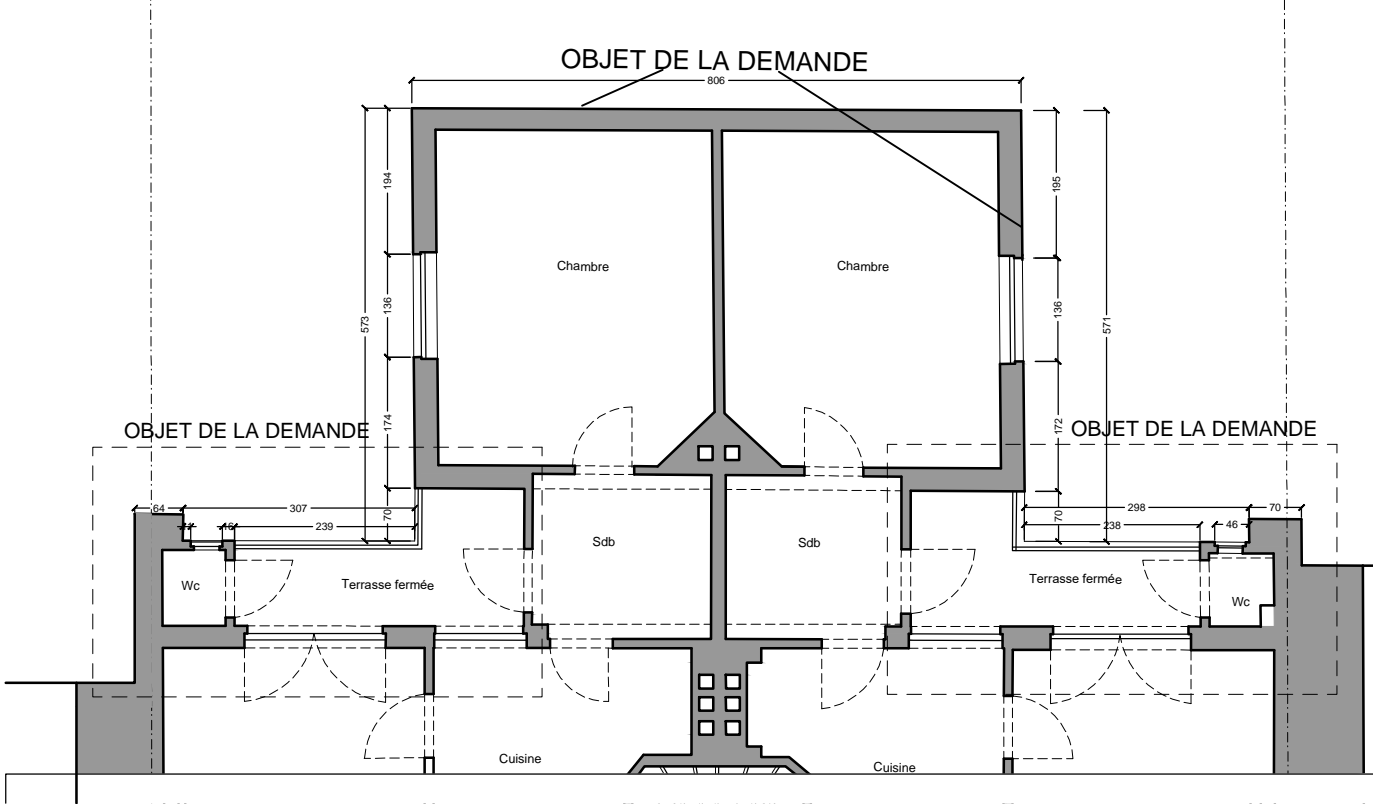 OBJET DE LA DEMANDE
806
194
195
Chambre
Chambre
136
136
573
571
174
172
OBJET DE LA DEMANDE
OBJET DE LA DEMANDE
64
307
70
239
16
298
70
70
238
46
Sdb
Sdb
Wc
Terrasse fermée
Terrasse fermée
Wc
Cuisine
Cuisine